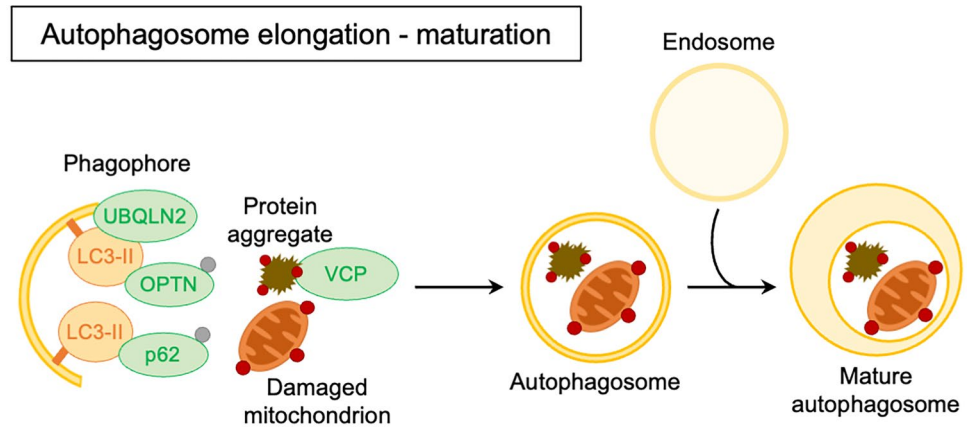 Autophagosome elongation - maturation
Endosome
Phagophore
UBQLN2
LC3-II
OPTN
LC3-II
p62
Protein
aggregate
VCP
Damaged
mitochondrion
Autophagosome
Mature
autophagosome